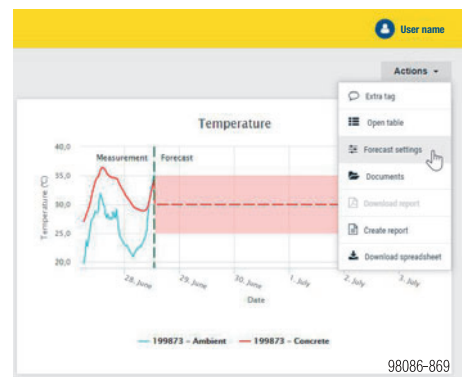 User name
Actions
Extra tag
Open table
Forecast settings
Documents
Download report
Create report
Download spreadsheet
Temperature
Measurement
Forecast
Temperature (°C)
40,0
35,0
30,0
25,0
20,0
28. June
29. June
30. June
1. July
2. July
3. July
Date
199873 – Ambient
199873 – Concrete
98086-869